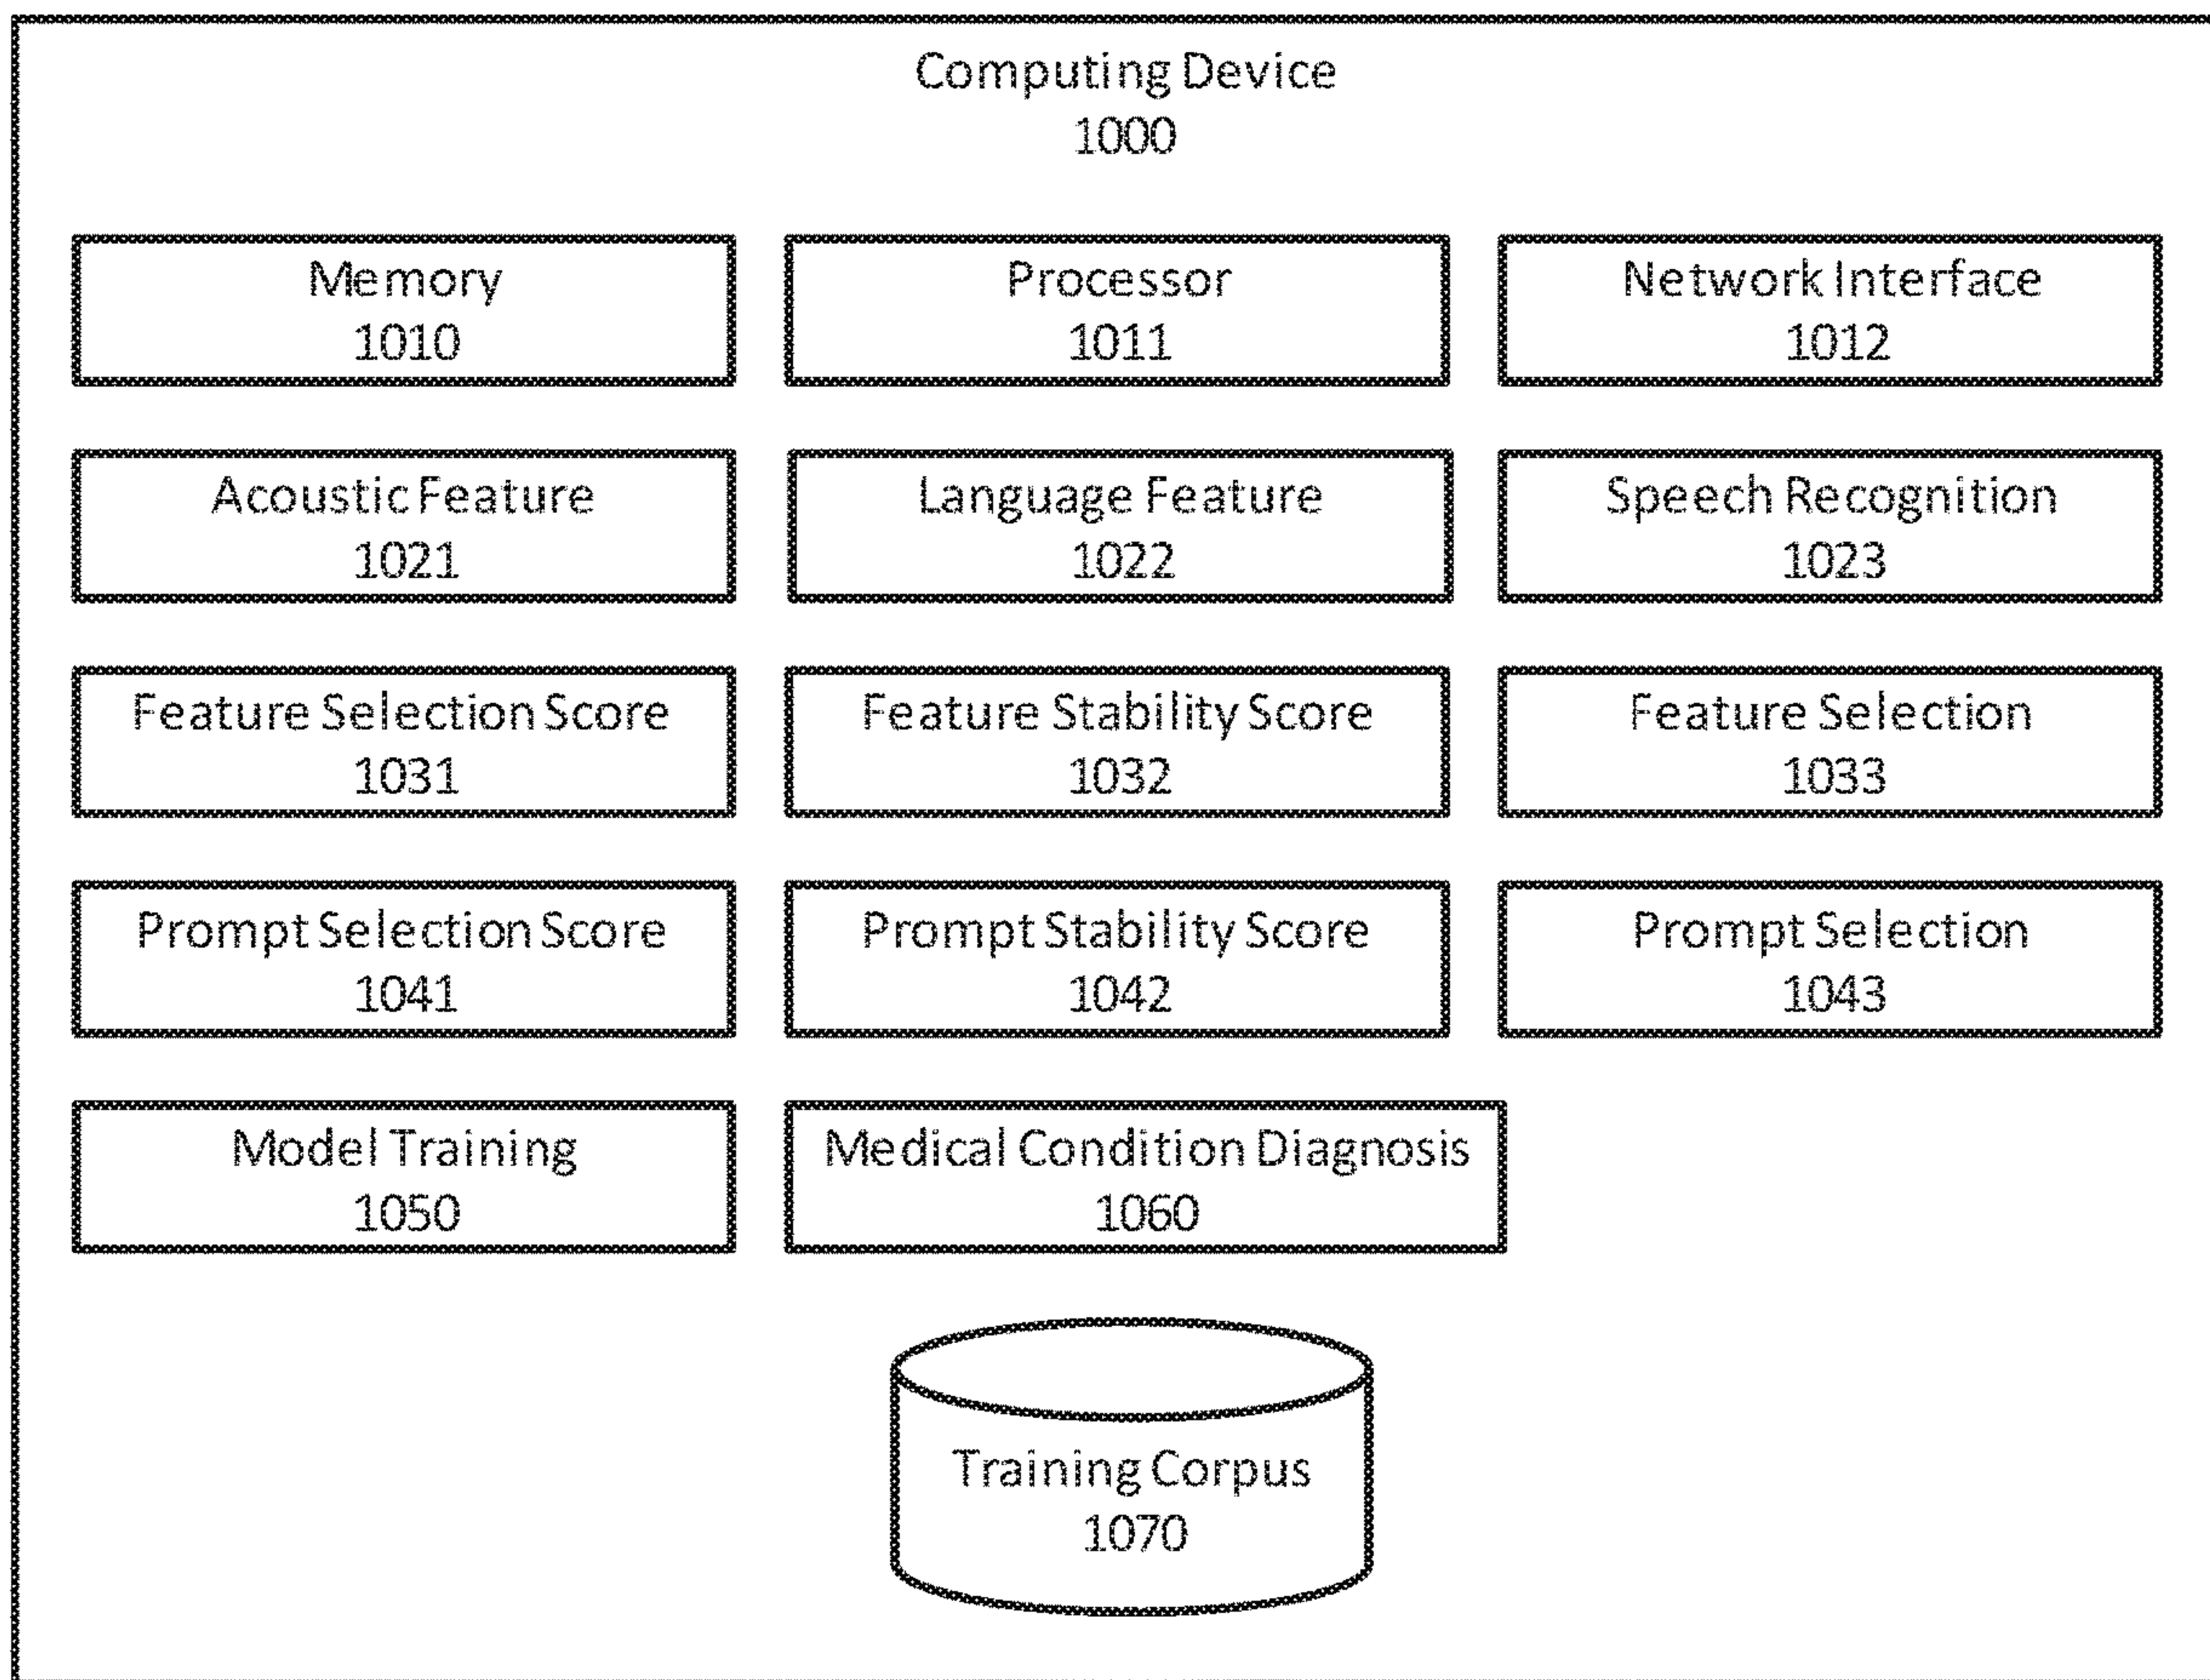 Computing Device
1000
Memory
1010
Processor
1011
Network Interface
1012
Acoustic Feature
1021
Language Feature
1022
Speech Recognition
1023
Feature Selection Score
1031
Feature Stability Score
1032
Feature Selection
1033
Prompt Selection Score
1041
Prompt Stability Score
1042
Prompt Selection
1043
Model Training
1050
Medical Condition Diagnosis
1060
Training Corpus
1070